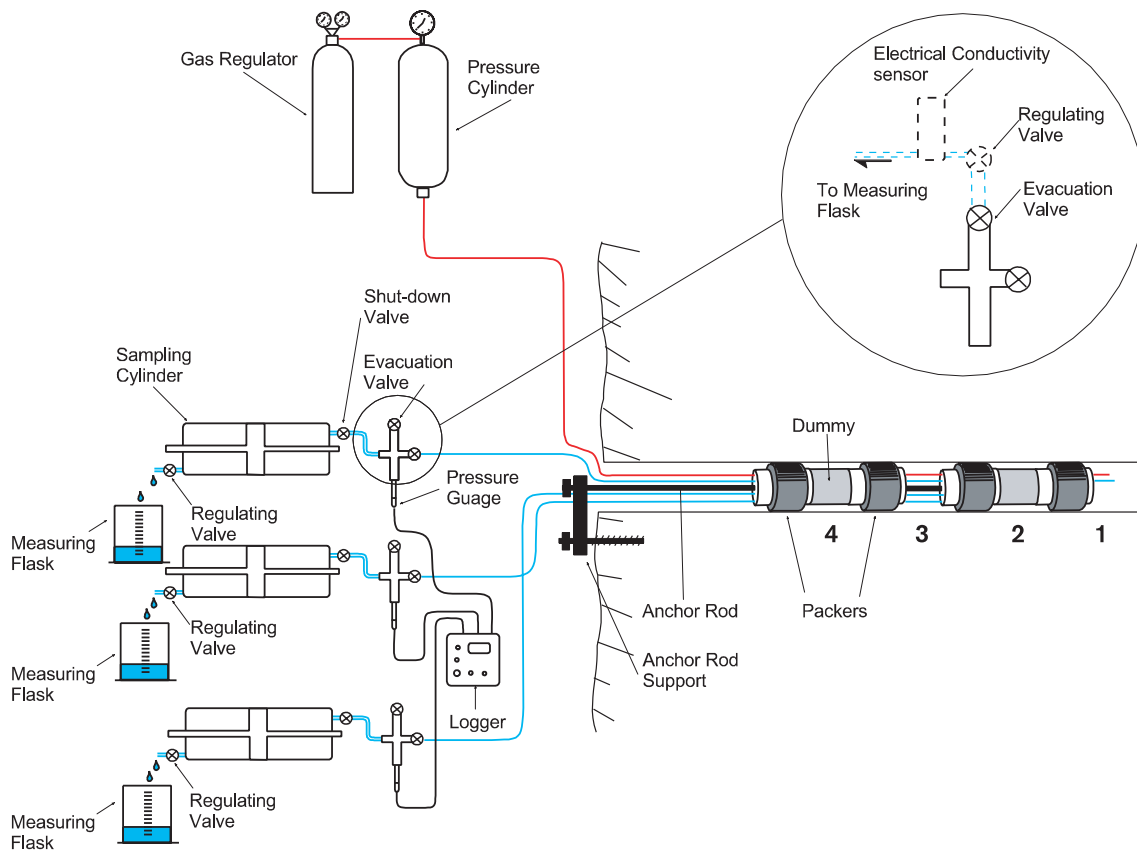 Gas Regulator
Pressure
Cylinder
Electrical Conductivity
sensor
Regulating
Valve
To Measuring
Flask
Evacuation
Valve
Shut-down
Valve
Sampling
Cylinder
Evacuation
Valve
Dummy
Pressure
Guage
Regulating
Valve
Measuring
Flask
4
3
2
1
Anchor Rod
Packers
Regulating
Valve
Measuring
Flask
Anchor Rod
Support
Logger
Regulating
Valve
Measuring
Flask